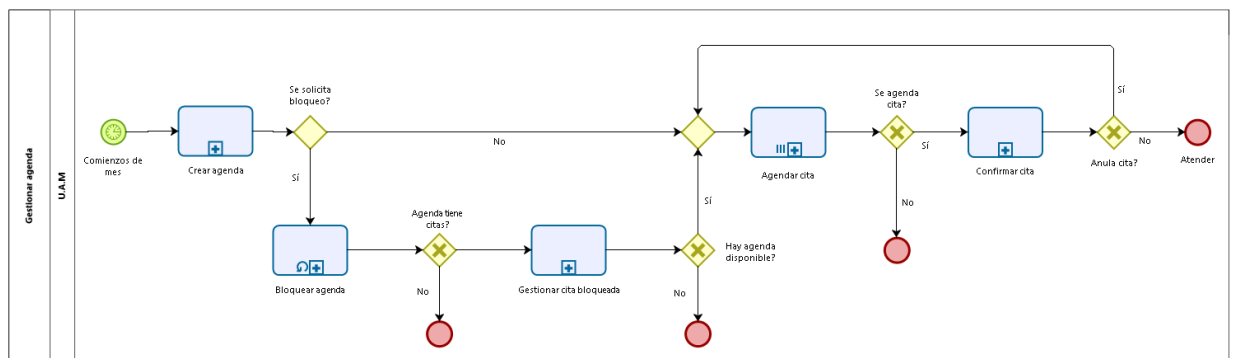 Gestionar agenda
U.A.M
Comienzos de
mes
Crear agenda
Se solicita
bloqueo?
No
Sí
Bloquear agenda
Agenda tiene
citas?
No
Gestionar cita bloqueada
Sí
Hay agenda
disponible?
No
Agendar cita
Se agenda
cita?
Sí
No
Confirmar cita
Sí
Anula cita?
No
Atender